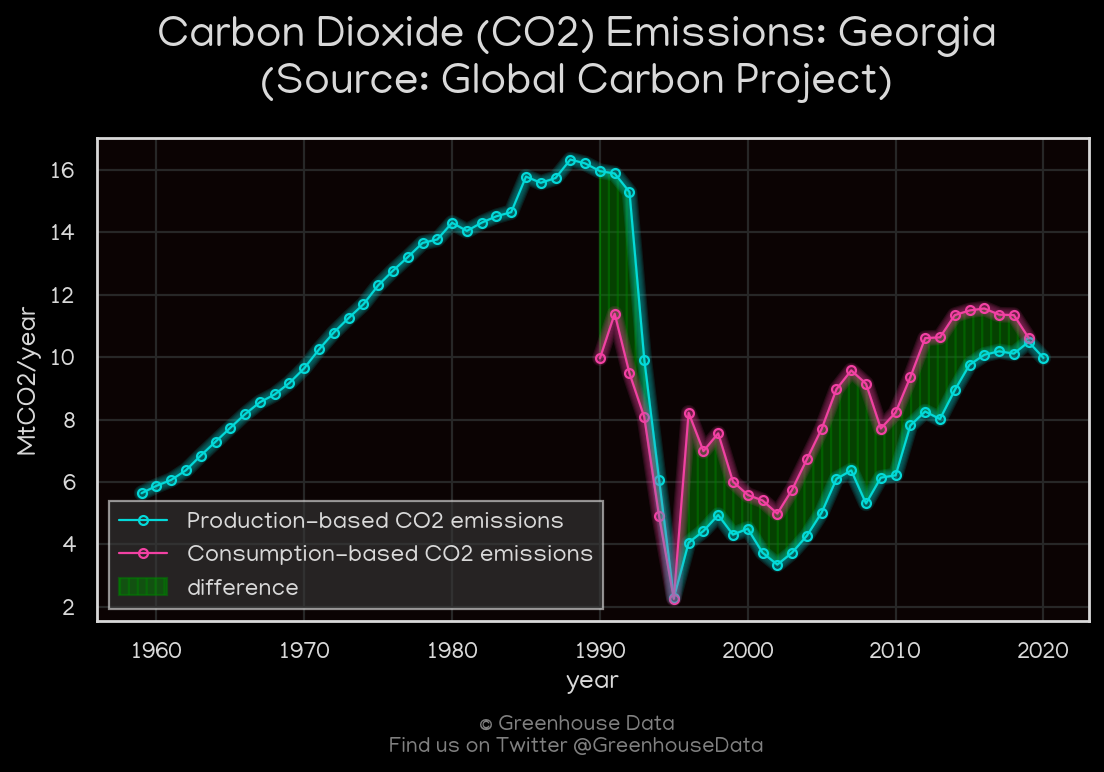 Carbon Dioxide (CO2) Emissions: Georgia
(Source: Global Carbon Project)
16
14
12
10
8
6
4
2
MtCO2/year
Production-based CO2 emissions
Consumption-based CO2 emissions
difference
1960 1970 1980 1990 2000 2010 2020
year
© Greenhouse Data
Find us on Twitter @GreenhouseData